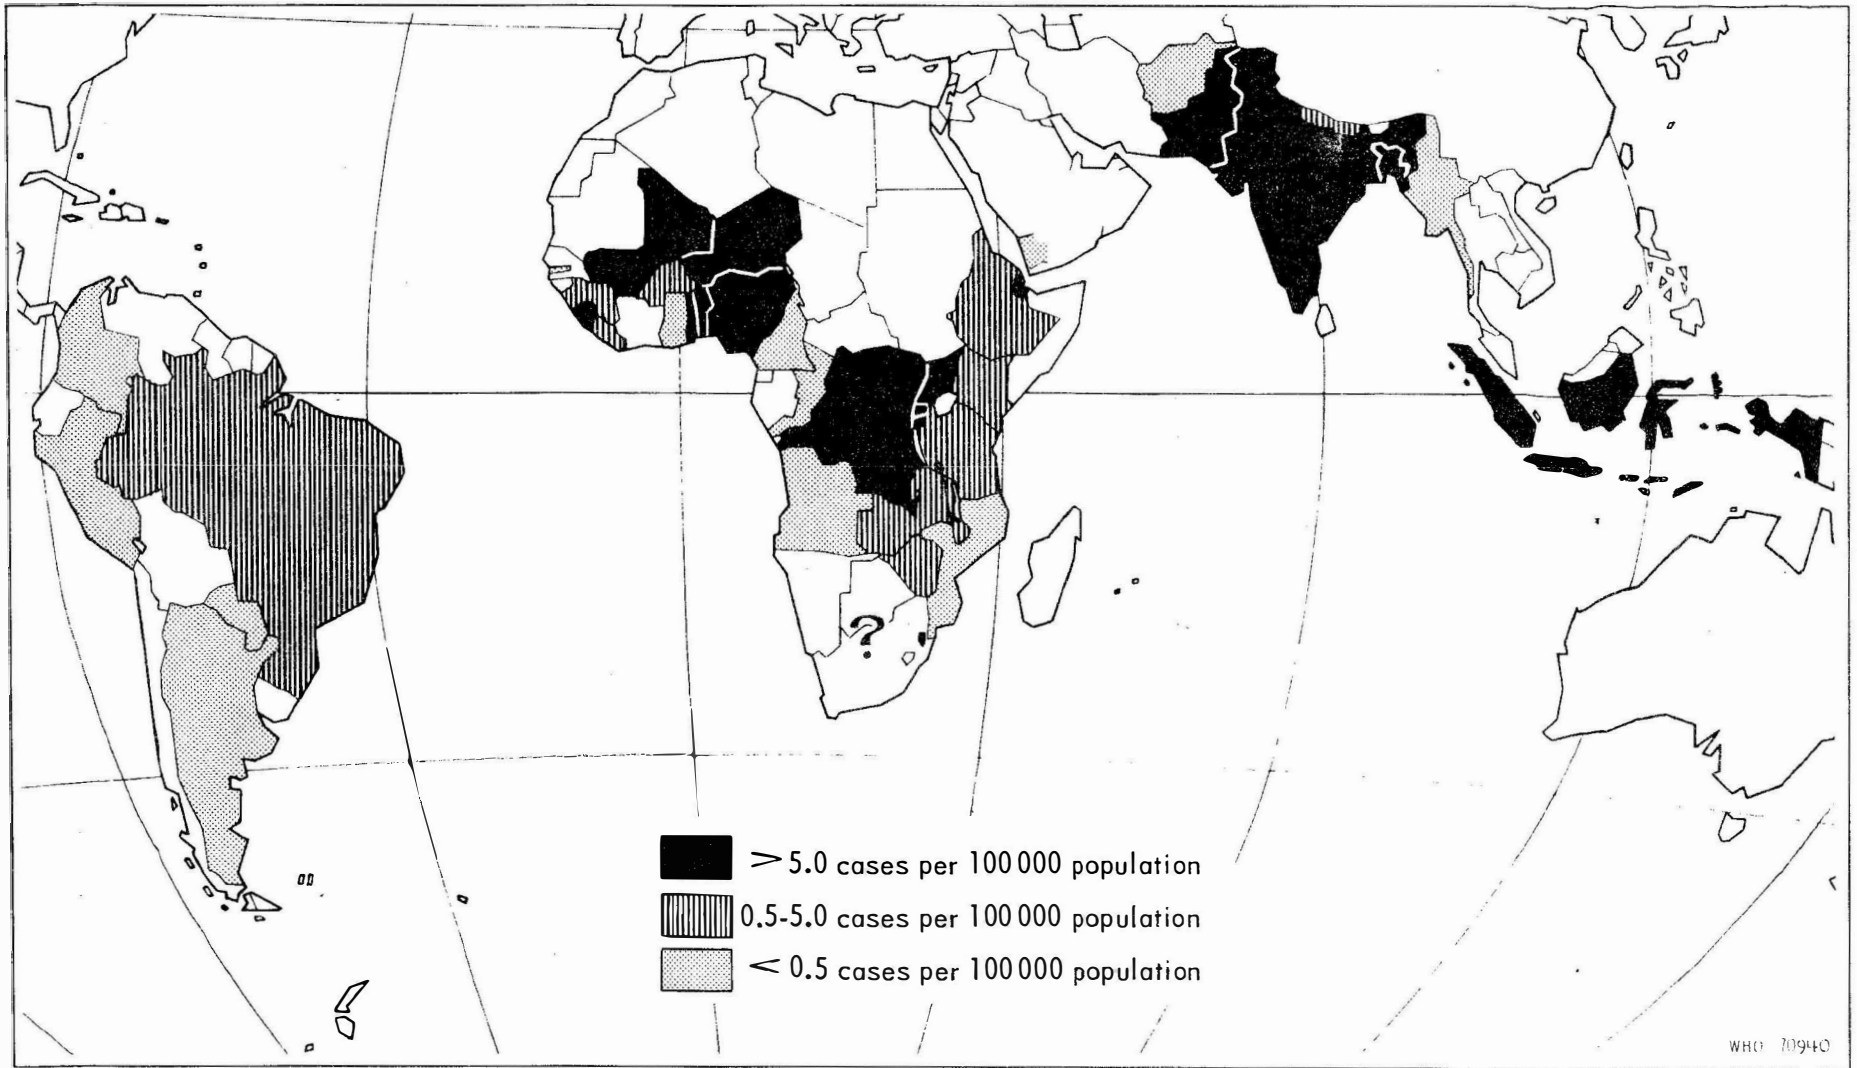 ?
> 5.0 cases per 100 000 population
0.5-5.0 cases per 100 000 population
< 0.5 cases per 100 000 population
WHO 70940